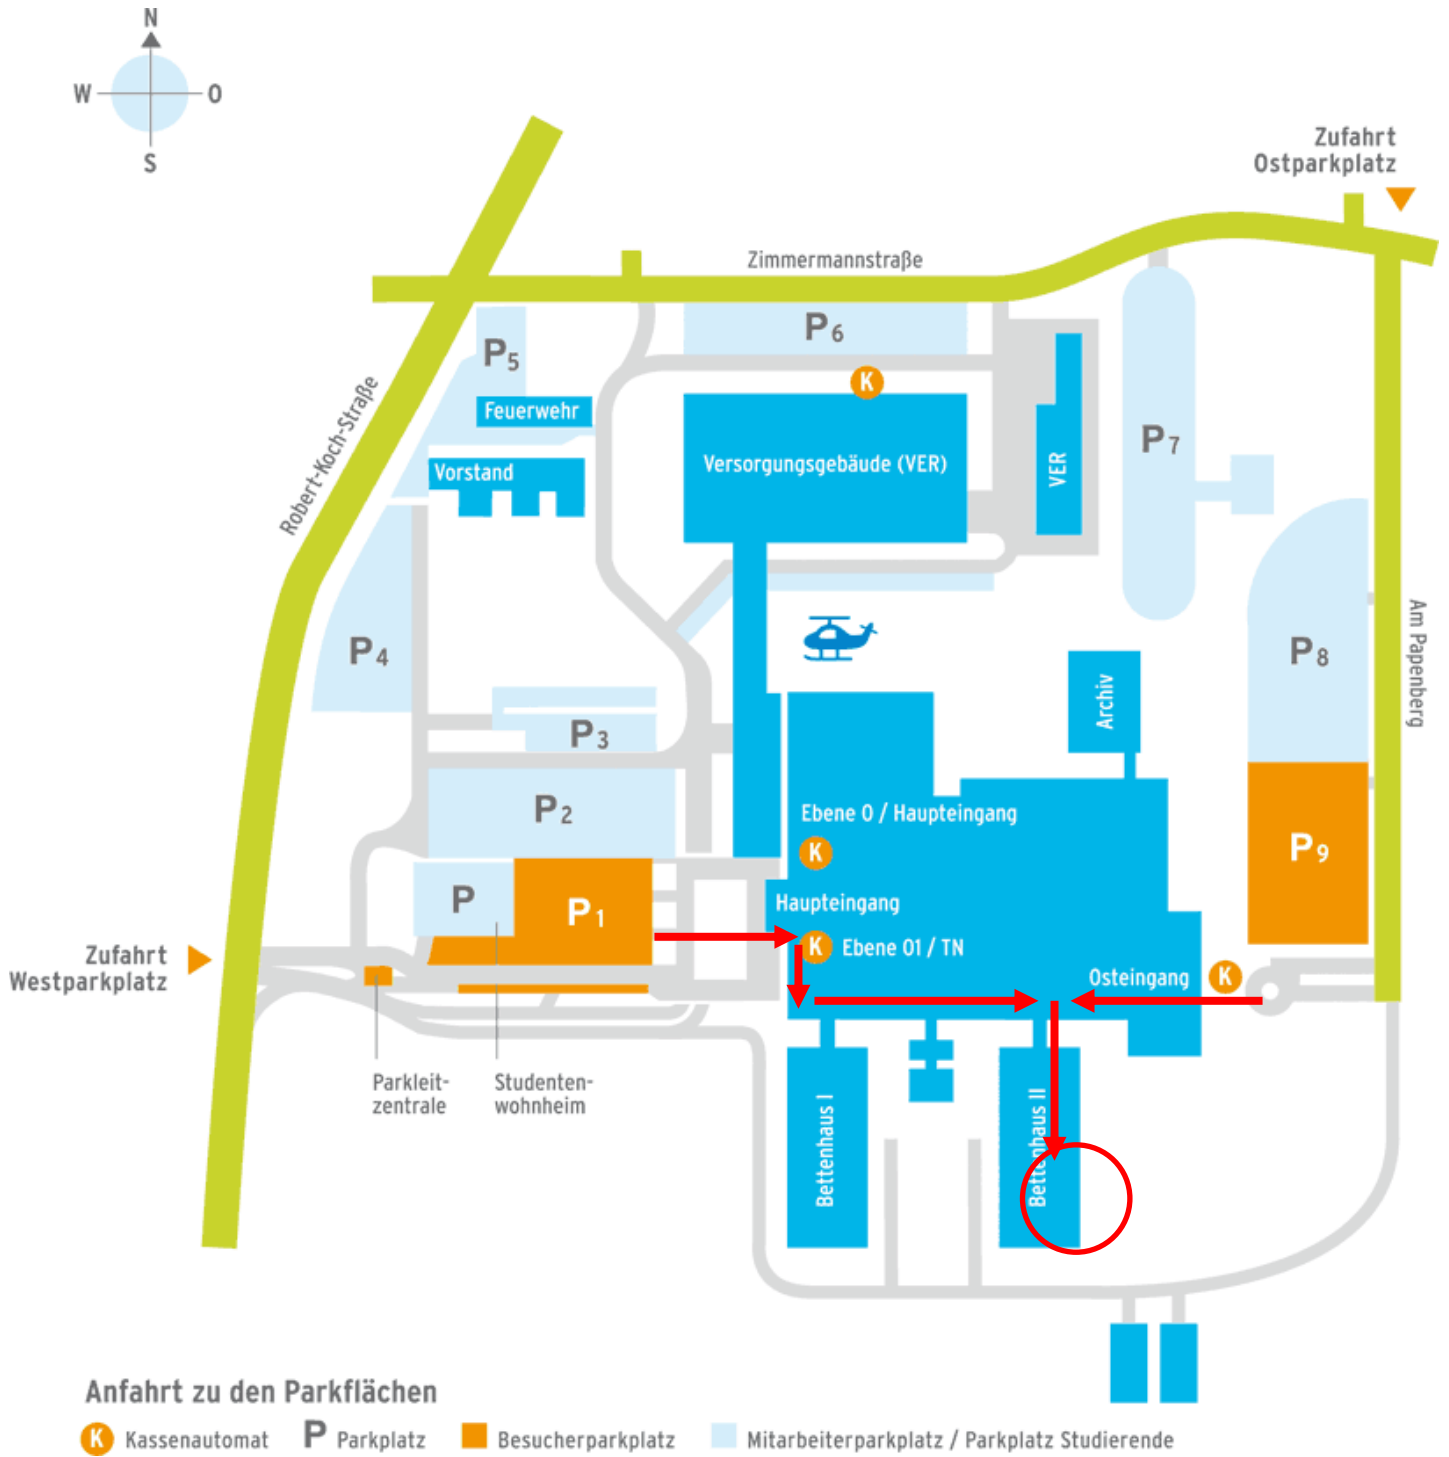 N
W
O
S
Zufahrt
Ostparkplatz
Zimmermannstraße
P6
P5
K
Feuerwehr
Robert-Koch-Straße
P7
Versorgungsgebäude (VER)
VER
Vorstand
Am Papenberg
P4
P8
Archiv
P3
P2
Ebene 0 / Haupteingang
K
P9
P
P1
Haupteingang
Zufahrt
Westparkplatz
K
Ebene 01 / TN
Osteingang
K
Parkleit-
zentrale
Studenten-
wohnheim
Bettenhaus I
Bettenhaus II
Anfahrt zu den Parkflächen
K Kassenautomat
P Parkplatz
Besucherparkplatz
Mitarbeiterparkplatz / Parkplatz Studierende